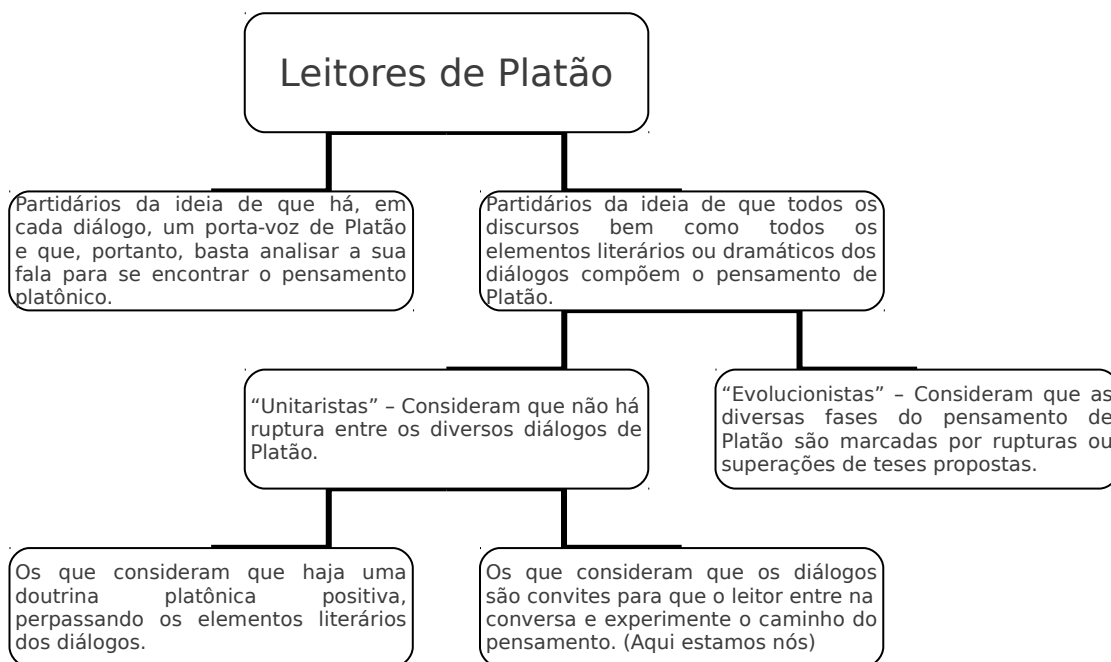 Leitores de Platão
Partidários da ideia de que há, em
cada diálogo, um porta-voz de Platão
e que, portanto, basta analisar a sua
fala para se encontrar o pensamento
platônico.
Partidários da ideia de que todos os
discursos bem como todos os
elementos literários ou dramáticos dos
diálogos compõem o pensamento de
Platão.
“Unitaristas” – Consideram que não há
ruptura entre os diversos diálogos de
Platão.
“Evolucionistas” – Consideram que as
diversas fases do pensamento de
Platão são marcadas por rupturas ou
superações de teses propostas.
Os que consideram que haja uma
doutrina platônica positiva,
perpassando os elementos literários
dos diálogos.
Os que consideram que os diálogos
são convites para que o leitor entre na
conversa e experimente o caminho do
pensamento. (Aqui estamos nós)